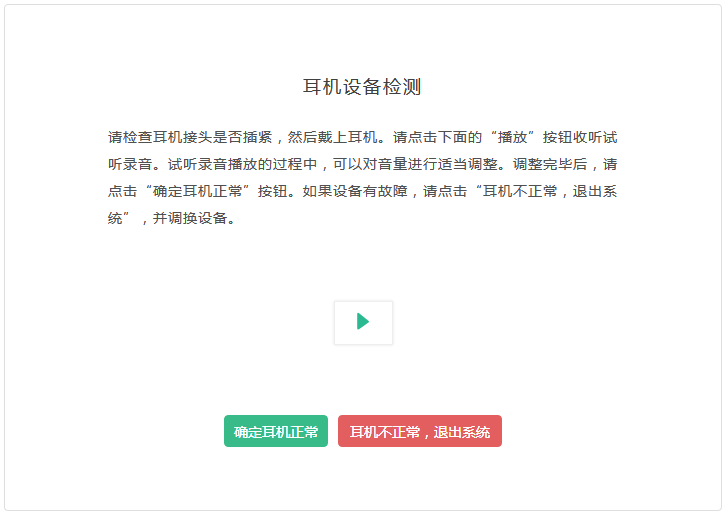 耳机设备检测
请检查耳机接头是否插紧，然后戴上耳机。请点击下面的“播放”按钮收听试
听录音。试听录音播放的过程中，可以对音量进行适当调整。调整完毕后，请
点击“确定耳机正常”按钮。如果设备有故障，请点击“耳机不正常，退出系
统”，并调换设备。
确定耳机正常
耳机不正常，退出系统